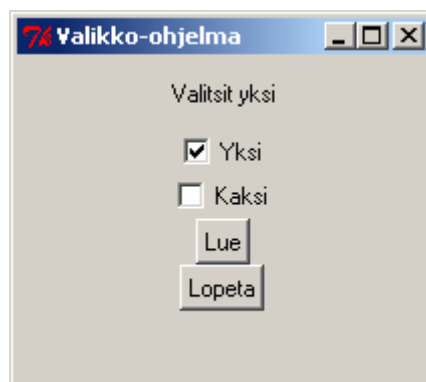 Valikko-ohjelma
Valitsit yksi
Yksi
Kaksi
Lue
Lopeta